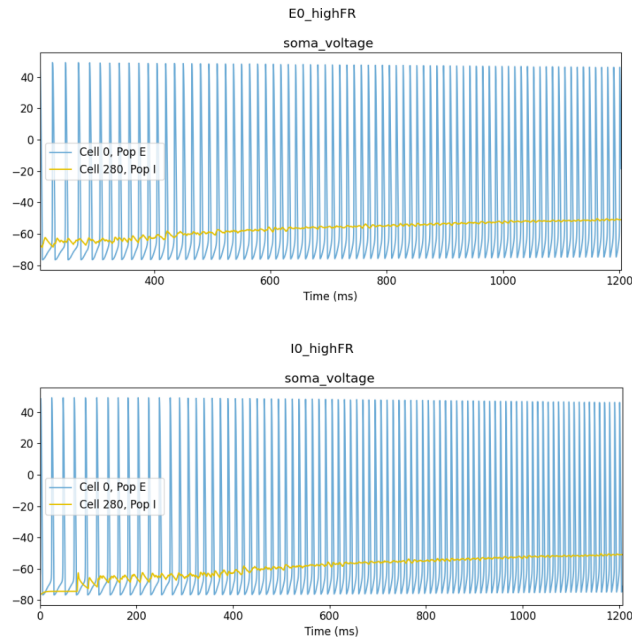 E0_highFR
soma_voltage
40
20
0
−20
−40
−60
−80
Cell 0, Pop E
Cell 280, Pop I
400
600
800
1000
1200
Time (ms)
I0_highFR
soma_voltage
40
20
0
−20
−40
−60
−80
Cell 0, Pop E
Cell 280, Pop I
0
200
400
600
800
1000
1200
Time (ms)